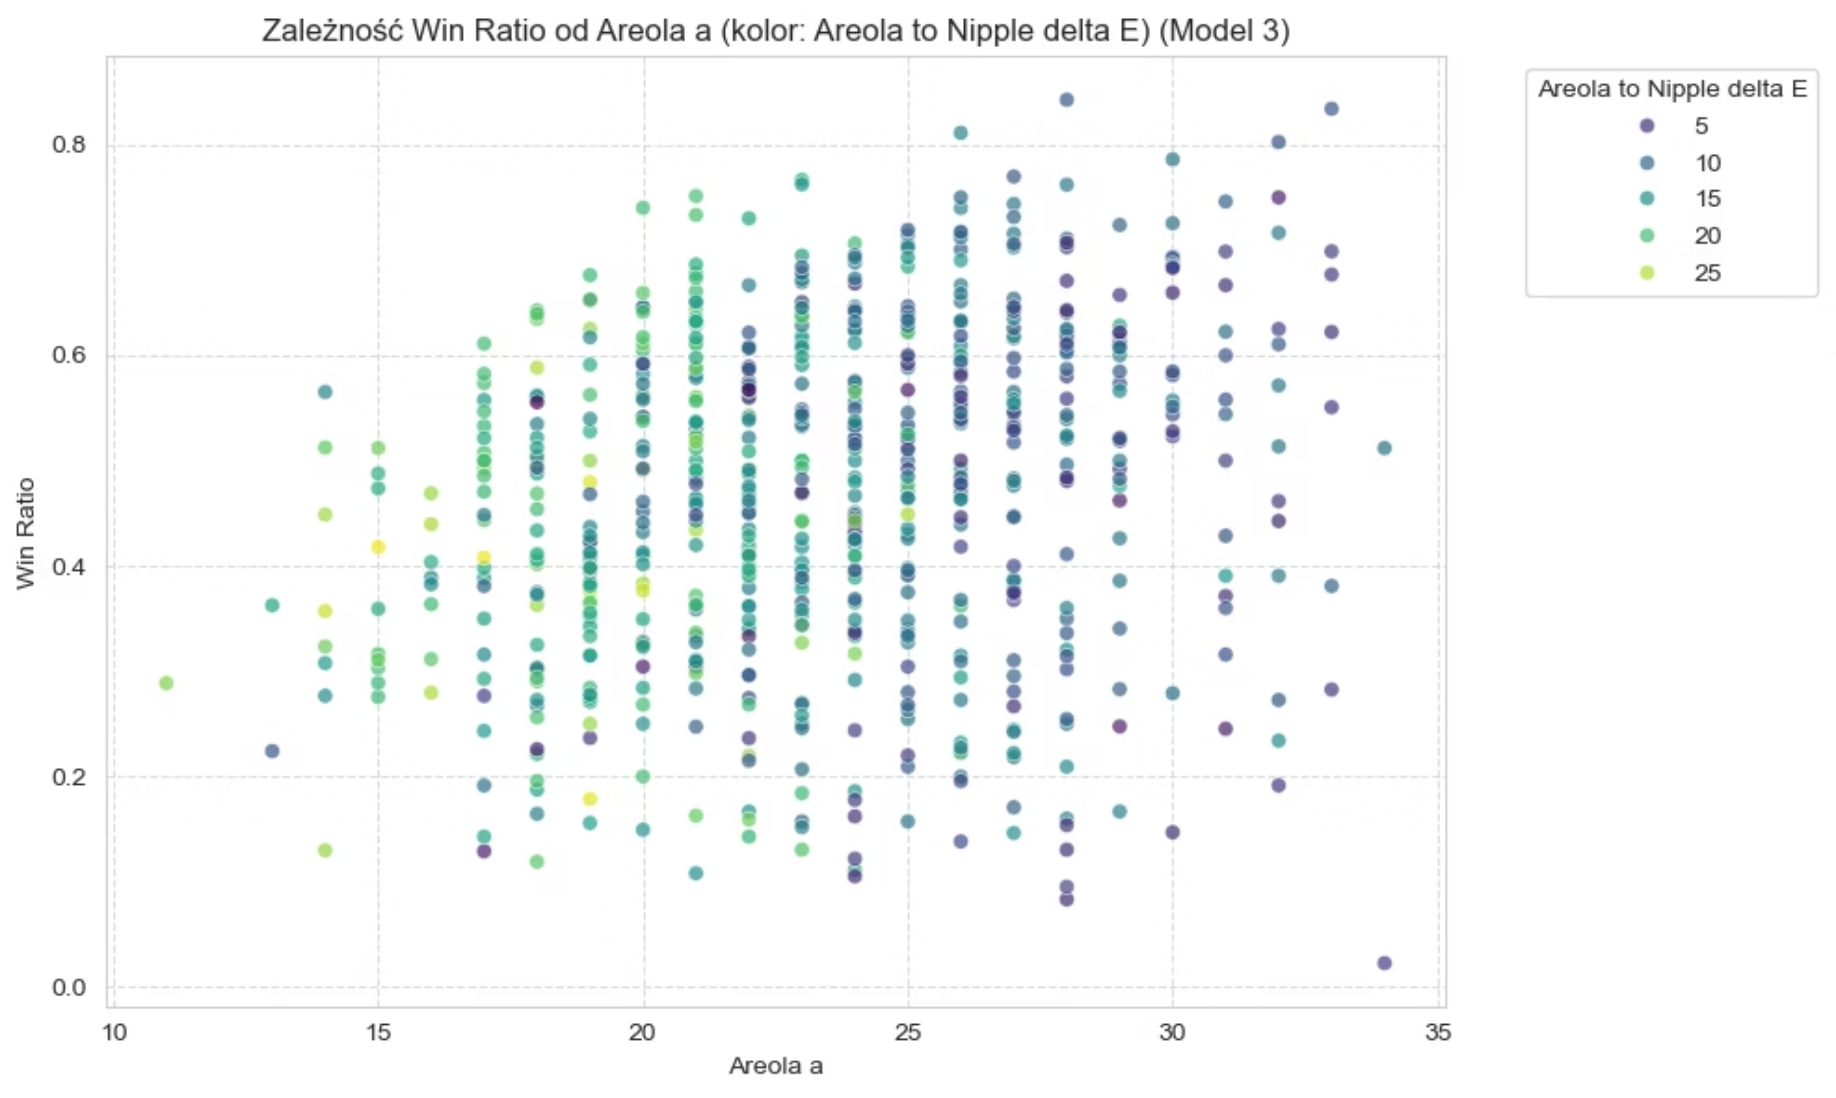 Zależność Win Ratio od Areola a (kolor: Areola to Nipple delta E) (Model 3)
Areola to Nipple delta E
5
10
15
20
25
Win Ratio
0.8
0.6
0.4
0.2
0.0
10 15 20 25 30 35
Areola a